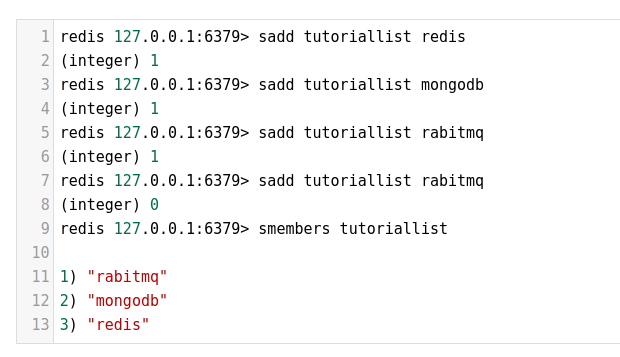 1 redis 127.0.0.1:6379> sadd tutoriallist redis
2 (integer) 1
3 redis 127.0.0.1:6379> sadd tutoriallist mongodb
4 (integer) 1
5 redis 127.0.0.1:6379> sadd tutoriallist rabitmq
6 (integer) 1
7 redis 127.0.0.1:6379> sadd tutoriallist rabitmq
8 (integer) 0
9 redis 127.0.0.1:6379> smembers tutoriallist
10
11 1) "rabitmq"
12 2) "mongodb"
13 3) "redis"